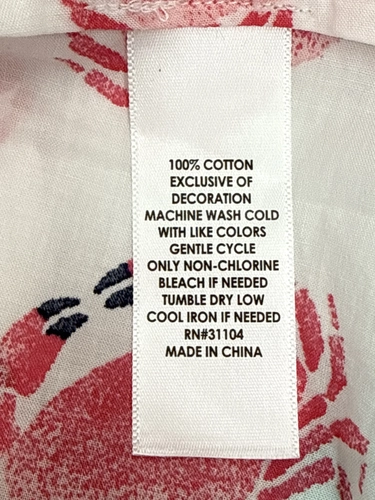 100% COTTON
EXCLUSIVE OF
DECORATION
MACHINE WASH COLD
WITH LIKE COLORS
GENTLE CYCLE
ONLY NON-CHLORINE
BLEACH IF NEEDED
TUMBLE DRY LOW
COOL IRON IF NEEDED
RN#31104
MADE IN CHINA